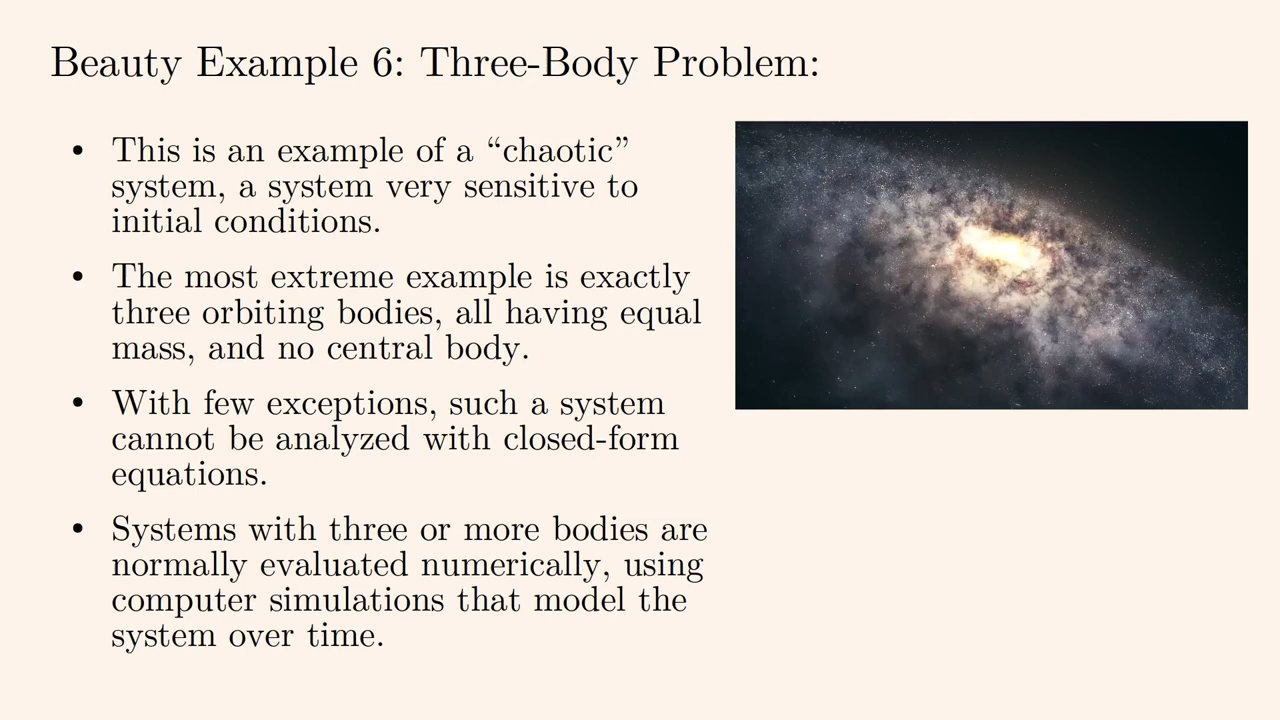 Beauty Example 6: Three-Body Problem:
• This is an example of a “chaotic”
system, a system very sensitive to
initial conditions.
• The most extreme example is exactly
three orbiting bodies, all having equal
mass, and no central body.
• With few exceptions, such a system
cannot be analyzed with closed-form
equations.
• Systems with three or more bodies are
normally evaluated numerically, using
computer simulations that model the
system over time.